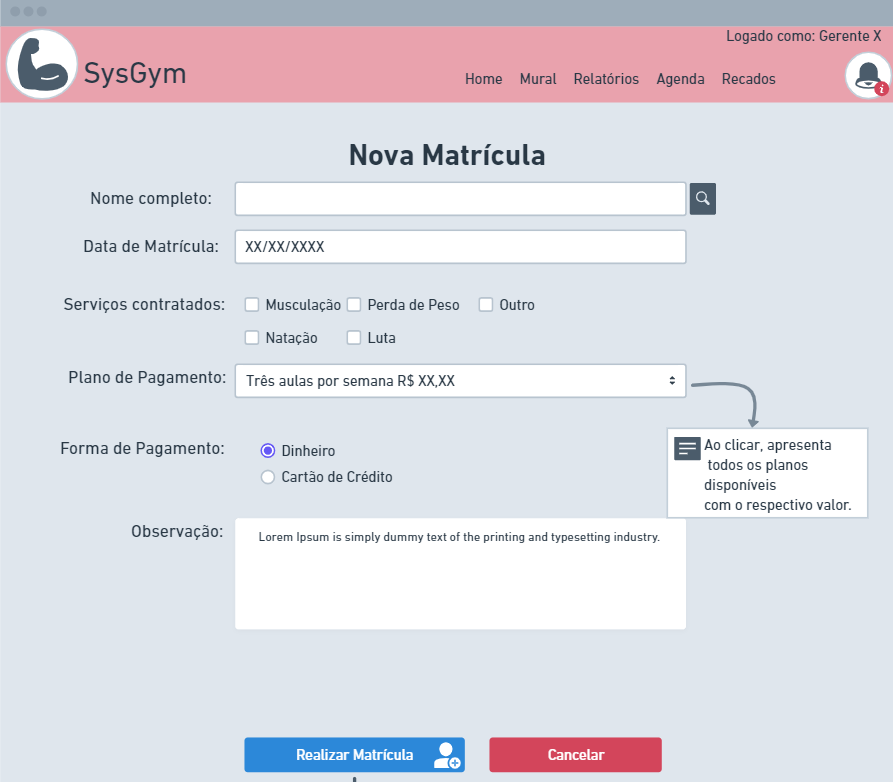 Logado como: Gerente X
SysGym
Home Mural Relatórios Agenda Recados
i
Nova Matrícula
Nome completo:
Data de Matrícula: XX/XX/XXXX
Serviços contratados: Musculação Perda de Peso Outro
Natação Luta
Plano de Pagamento: Três aulas por semana R$ XX,XX
Forma de Pagamento: Dinheiro
Cartão de Crédito
Ao clicar, apresenta
todos os planos
disponíveis
com o respectivo valor.
Observação: Lorem Ipsum is simply dummy text of the printing and typesetting industry.
Realizar Matrícula Cancelar